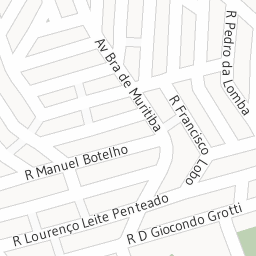 R Pedro da Lomba
Av Bra de Muritiba
R Francisco Lobo
R Manuel Botelho
R Lourenço Leite Penteado
R D Giocondo Grotti